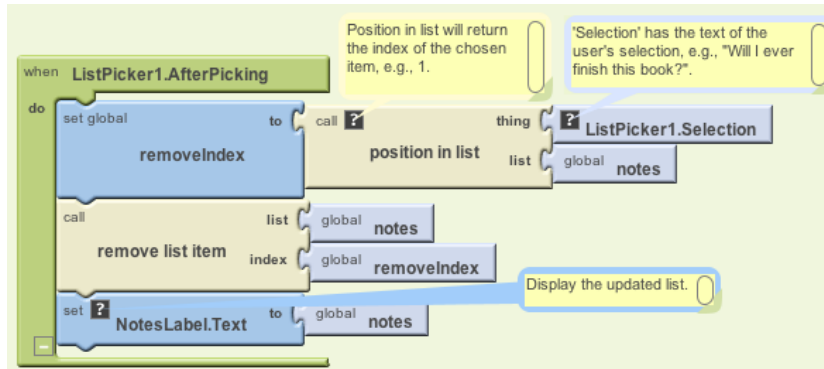 Position in list will return
the index of the chosen
item, e.g., 1.
'Selection' has the text of the
user's selection, e.g., "Will I ever
finish this book?".
when ListPicker1.AfterPicking
do
set global removeIndex to
call ? position in list thing
? ListPicker1.Selection
list
global notes
call remove list item list
global notes
index
global removeIndex
Display the updated list.
set ? NotesLabel.Text to
global notes